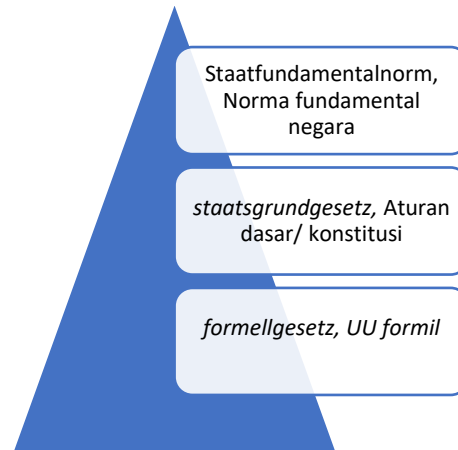 Staatfundamentalnorm,
Norma fundamental
negara
staatsgrundgesetz, Aturan
dasar/ konstitusi
formellgesetz, UU formil